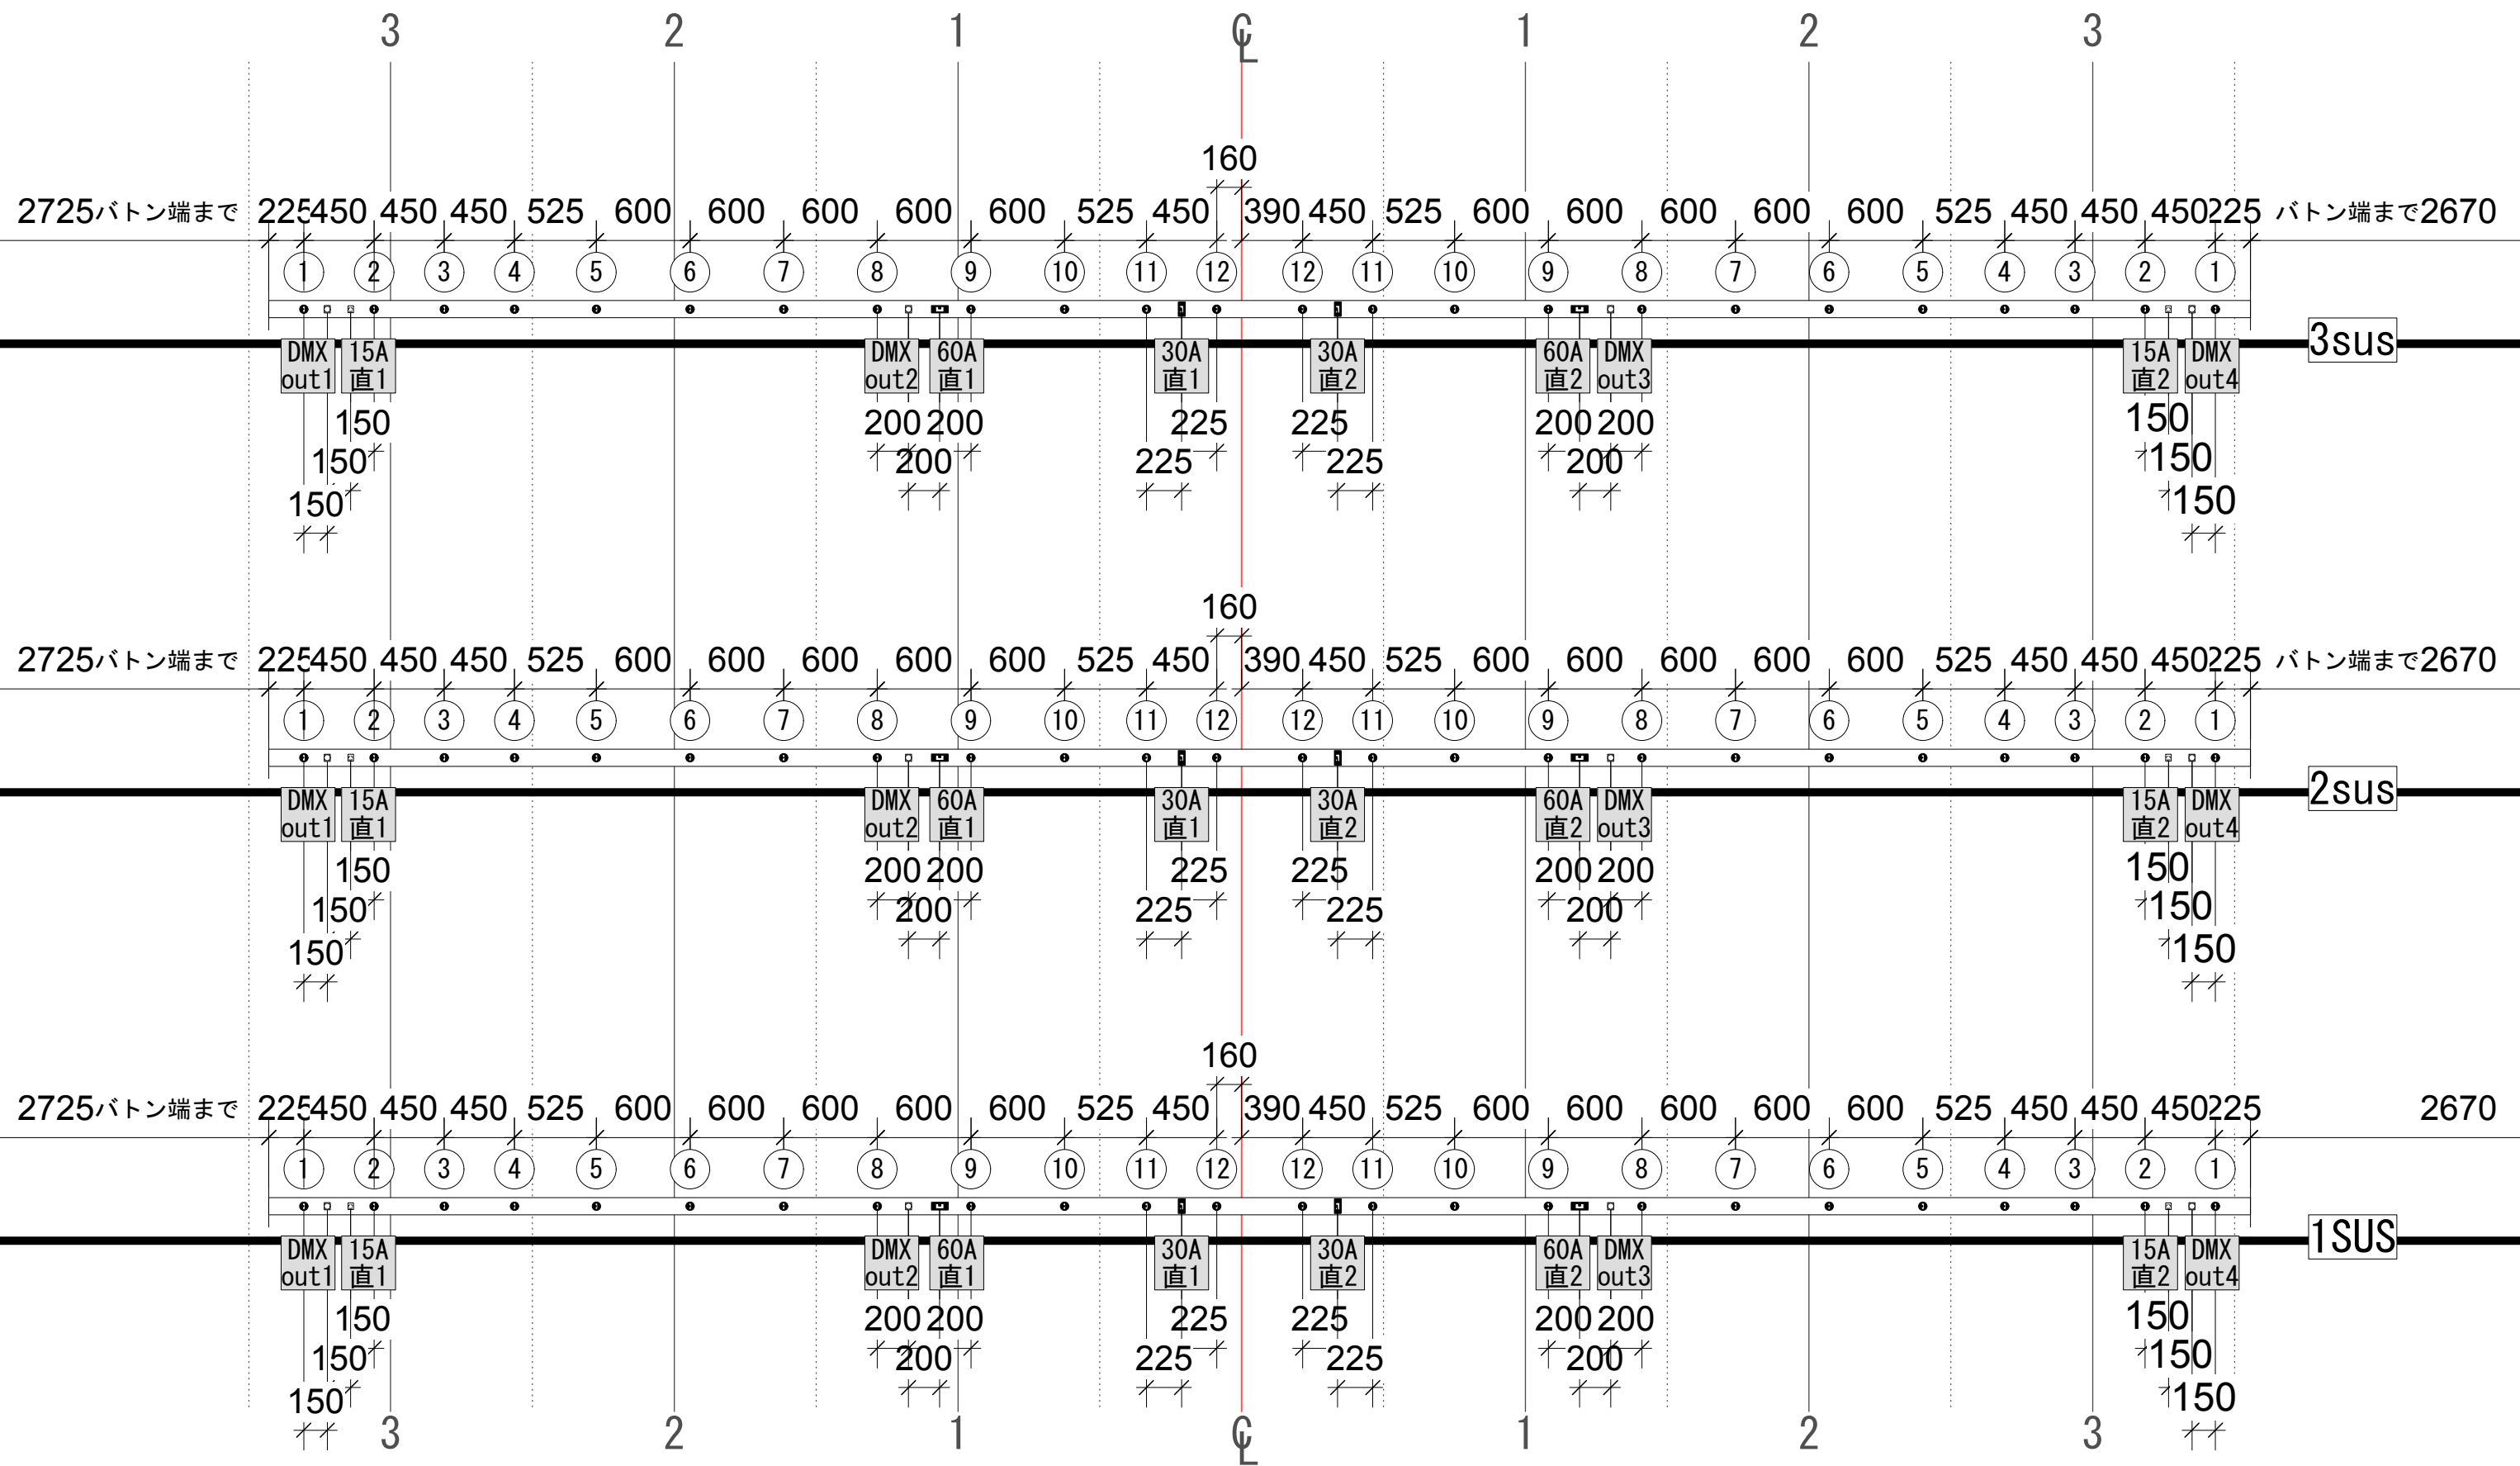 3 2 1 ℄ 1 2 3
160
2725バトン端まで 225 450 450 450 525 600 600 600 600 600 525 450 390 450 525 600 600 600 600 600 525 450 450 450 225 バトン端まで2670
① ② ③ ④ ⑤ ⑥ ⑦ ⑧ ⑨ ⑩ ⑪ ⑫ ⑫ ⑪ ⑩ ⑨ ⑧ ⑦ ⑥ ⑤ ④ ③ ② ①
3sus
DMX 15A DMX 60A 30A 30A 60A DMX 15A DMX
out1 直1 out2 直1 直1 直2 直2 out3 直2 out4
150 200 200 225 225 200 200 150
150 200 225 225 200 150
150 150
160
2725バトン端まで 225 450 450 450 525 600 600 600 600 600 525 450 390 450 525 600 600 600 600 600 525 450 450 450 225 バトン端まで2670
① ② ③ ④ ⑤ ⑥ ⑦ ⑧ ⑨ ⑩ ⑪ ⑫ ⑫ ⑪ ⑩ ⑨ ⑧ ⑦ ⑥ ⑤ ④ ③ ② ①
2sus
DMX 15A DMX 60A 30A 30A 60A DMX 15A DMX
out1 直1 out2 直1 直1 直2 直2 out3 直2 out4
150 200 200 225 225 200 200 150
150 200 225 225 200 150
150 150
160
2725バトン端まで 225 450 450 450 525 600 600 600 600 600 525 450 390 450 525 600 600 600 600 600 525 450 450 450 225 2670
① ② ③ ④ ⑤ ⑥ ⑦ ⑧ ⑨ ⑩ ⑪ ⑫ ⑫ ⑪ ⑩ ⑨ ⑧ ⑦ ⑥ ⑤ ④ ③ ② ①
1SUS
DMX 15A DMX 60A 30A 30A 60A DMX 15A DMX
out1 直1 out2 直1 直1 直2 直2 out3 直2 out4
150 200 200 225 225 200 200 150
150 200 225 225 200 150
150 150
3 2 1 ℄ 1 2 3